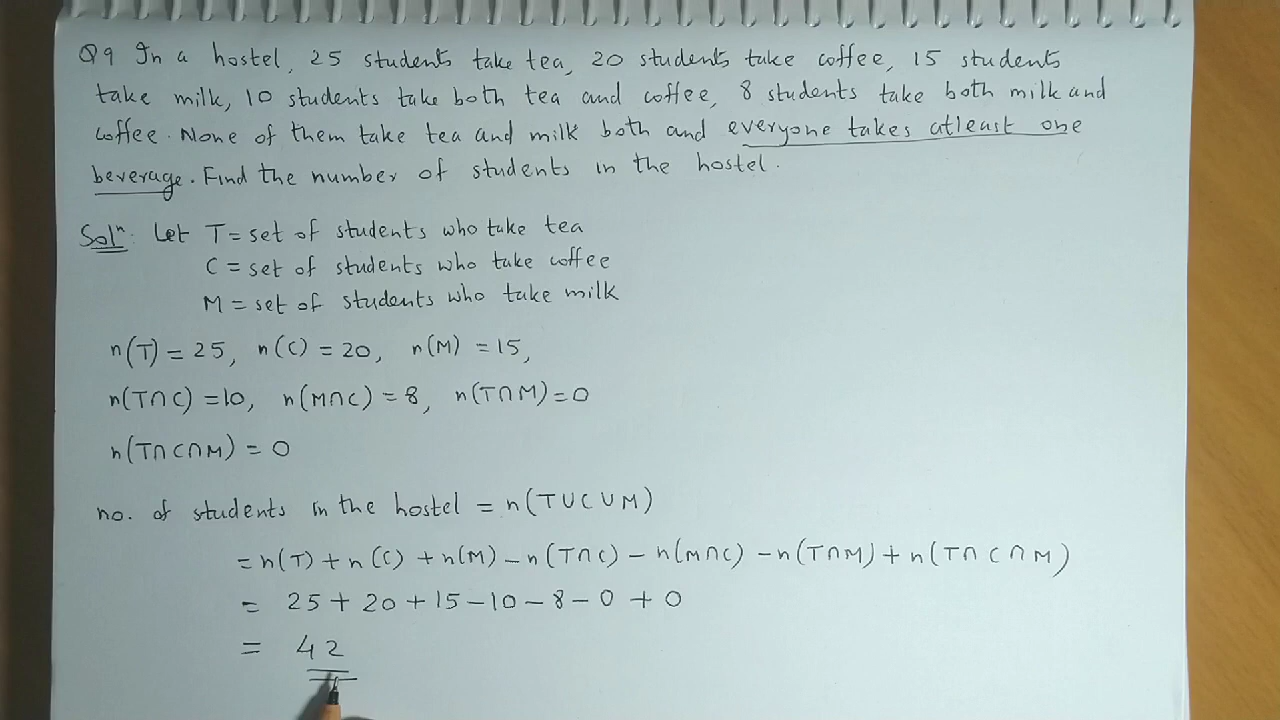 Q9 In a hostel, 25 students take tea, 20 students take coffee, 15 students
take milk, 10 students take both tea and coffee, 8 students take both milk and
coffee. None of them take tea and milk both and everyone takes atleast one
beverage. Find the number of students in the hostel.
Solⁿ: Let T = set of students who take tea
C = set of students who take coffee
M = set of students who take milk
n(T) = 25, n(C) = 20, n(M) = 15,
n(T∩C) = 10, n(M∩C) = 8, n(T∩M) = 0
n(T∩C∩M) = 0
no. of students in the hostel = n(T∪C∪M)
= n(T) + n(C) + n(M) – n(T∩C) – n(M∩C) – n(T∩M) + n(T∩C∩M)
= 25 + 20 + 15 – 10 – 8 – 0 + 0
= 42